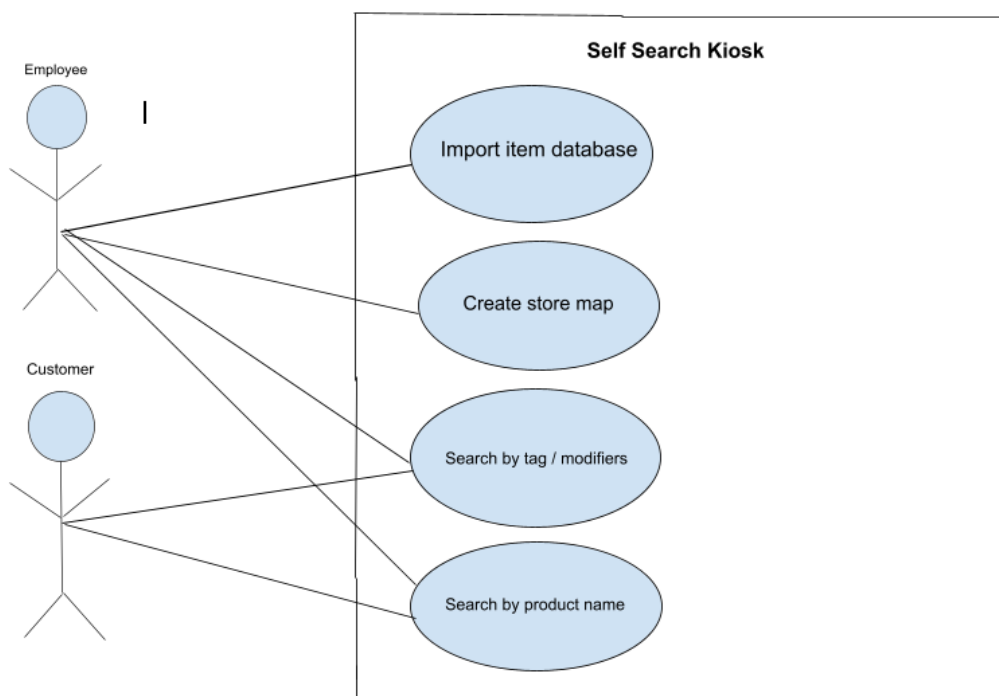 Self Search Kiosk
Employee
Import item database
Create store map
Customer
Search by tag / modifiers
Search by product name